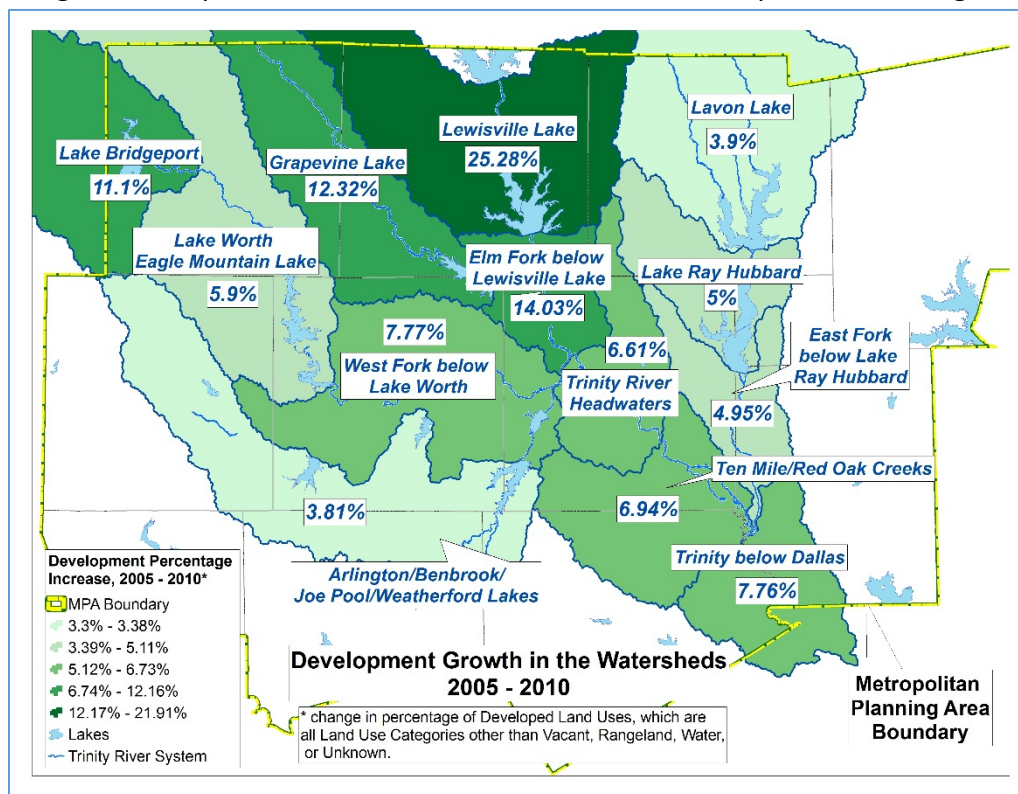 Lavon Lake
3.9%
Lewisville Lake
25.28%
Lake Bridgeport
11.1%
Grapevine Lake
12.32%
Lake Worth
Eagle Mountain Lake
5.9%
Elm Fork below
Lewisville Lake
14.03%
Lake Ray Hubbard
5%
7.77%
West Fork below
Lake Worth
6.61%
Trinity River
Headwaters
East Fork
below Lake
Ray Hubbard
4.95%
Ten Mile/Red Oak Creeks
6.94%
3.81%
Arlington/Benbrook/
Joe Pool/Weatherford Lakes
Trinity below Dallas
7.76%
Development Percentage
Increase, 2005 - 2010*
MPA Boundary
3.3% - 3.38%
3.39% - 5.11%
5.12% - 6.73%
6.74% - 12.16%
12.17% - 21.91%
Lakes
Trinity River System
Development Growth in the Watersheds
2005 - 2010
* change in percentage of Developed Land Uses, which are
all Land Use Categories other than Vacant, Rangeland, Water,
or Unknown.
Metropolitan
Planning Area
Boundary